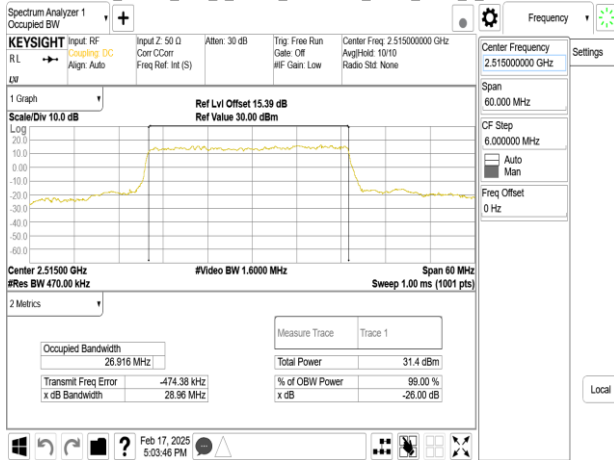 Spectrum Analyzer 1
Occupied BW
+
Frequency
KEYSIGHT
RL
LXI
Input: RF
Coupling: DC
Align: Auto
Input Z: 50 Ω
Corr CCorr
Freq Ref: Int (S)
Atten: 30 dB
Trig: Free Run
Gate: Off
#IF Gain: Low
Center Freq: 2.515000000 GHz
Avg|Hold: 10/10
Radio Std: None
Center Frequency
2.515000000 GHz
Settings
Span
60.000 MHz
CF Step
6.000000 MHz
Auto
Man
Freq Offset
0 Hz
Local
1 Graph
Scale/Div 10.0 dB
Ref Lvl Offset 15.39 dB
Ref Value 30.00 dBm
Log
20.0
10.0
0.00
-10.0
-20.0
-30.0
-40.0
-50.0
-60.0
Center 2.51500 GHz
#Video BW 1.6000 MHz
Span 60 MHz
#Res BW 470.00 kHz
Sweep 1.00 ms (1001 pts)
2 Metrics
Measure Trace
Trace 1
Occupied Bandwidth
26.916 MHz
Total Power
31.4 dBm
Transmit Freq Error
-474.38 kHz
% of OBW Power
99.00 %
x dB Bandwidth
28.96 MHz
x dB
-26.00 dB
?
Feb 17, 2025
5:03:46 PM